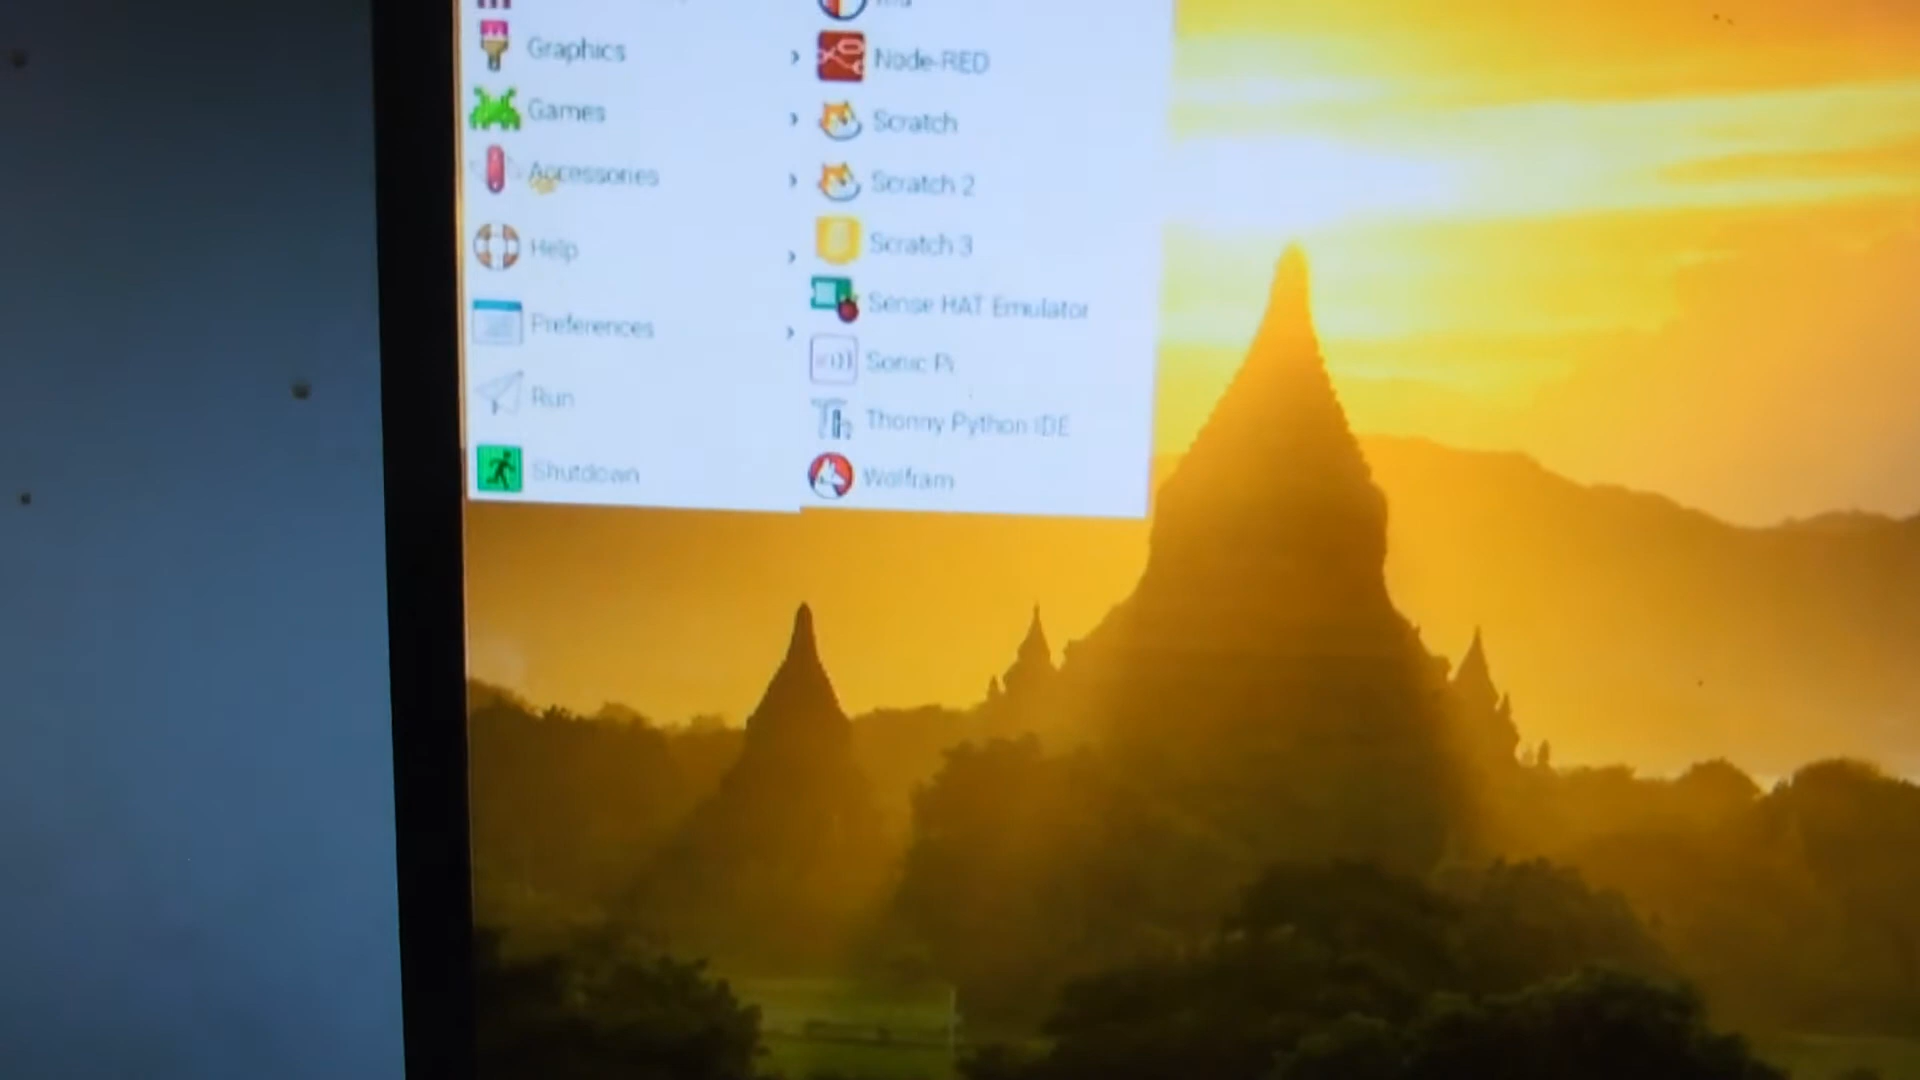 Graphics
Games
Accessories
Help
Preferences
Run
Shutdown
Node-RED
Scratch
Scratch 2
Scratch 3
Sense HAT Emulator
Sonic Pi
Thonny Python IDE
Wolfram